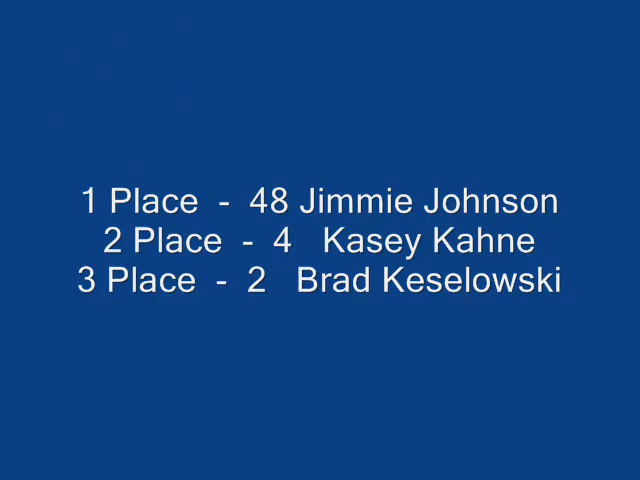 1 Place - 48 Jimmie Johnson
2 Place - 4 Kasey Kahne
3 Place - 2 Brad Keselowski